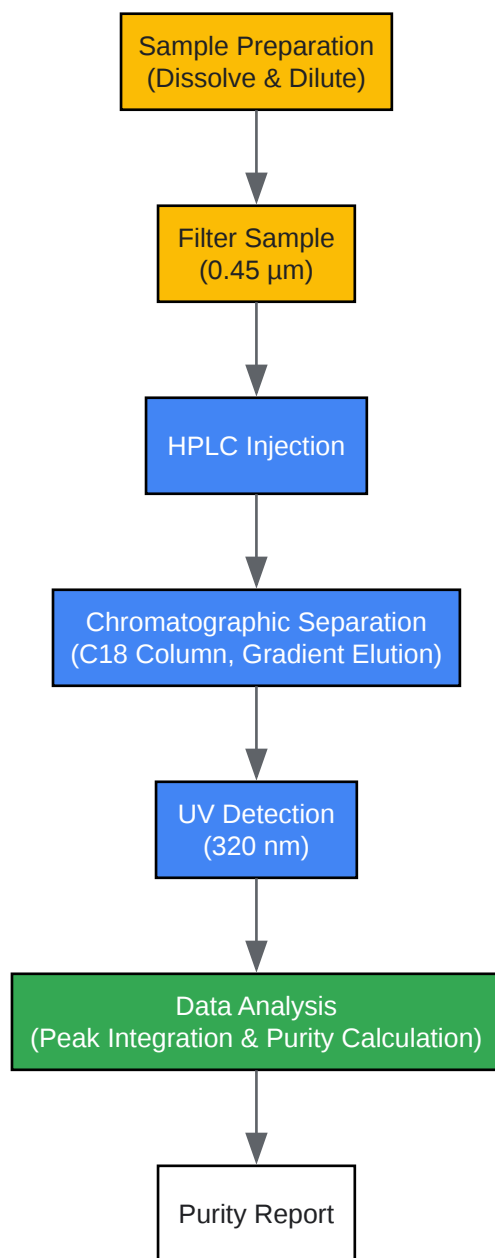 Sample Preparation
(Dissolve & Dilute)
Filter Sample
(0.45 µm)
HPLC Injection
Chromatographic Separation
(C18 Column, Gradient Elution)
UV Detection
(320 nm)
Data Analysis
(Peak Integration & Purity Calculation)
Purity Report